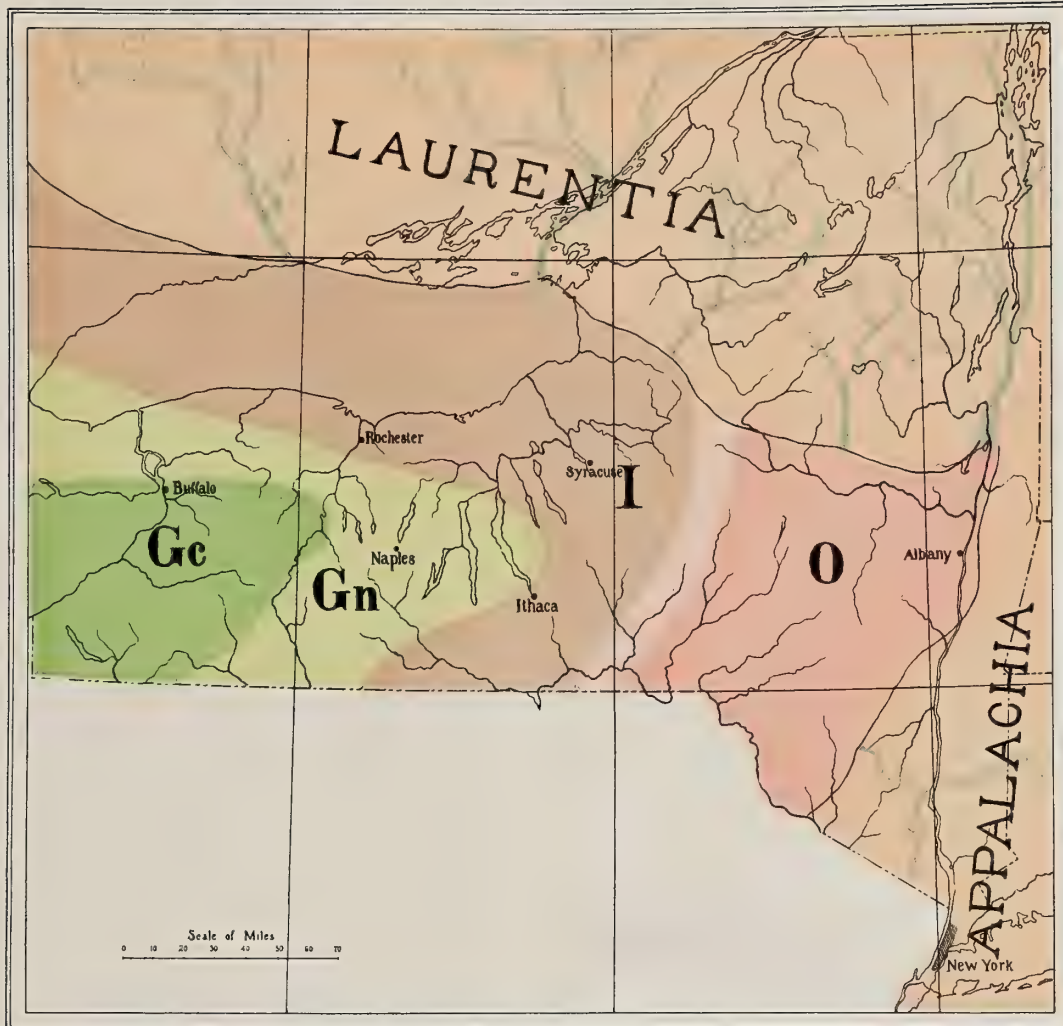 LAURENTIA
Rochester
Syracuse
I
Buffalo
Gc
Naples
Gn
Ithaca
O
Albany
APPALACHIA
Scale of Miles
0 10 20 30 40 50 60 70
New York